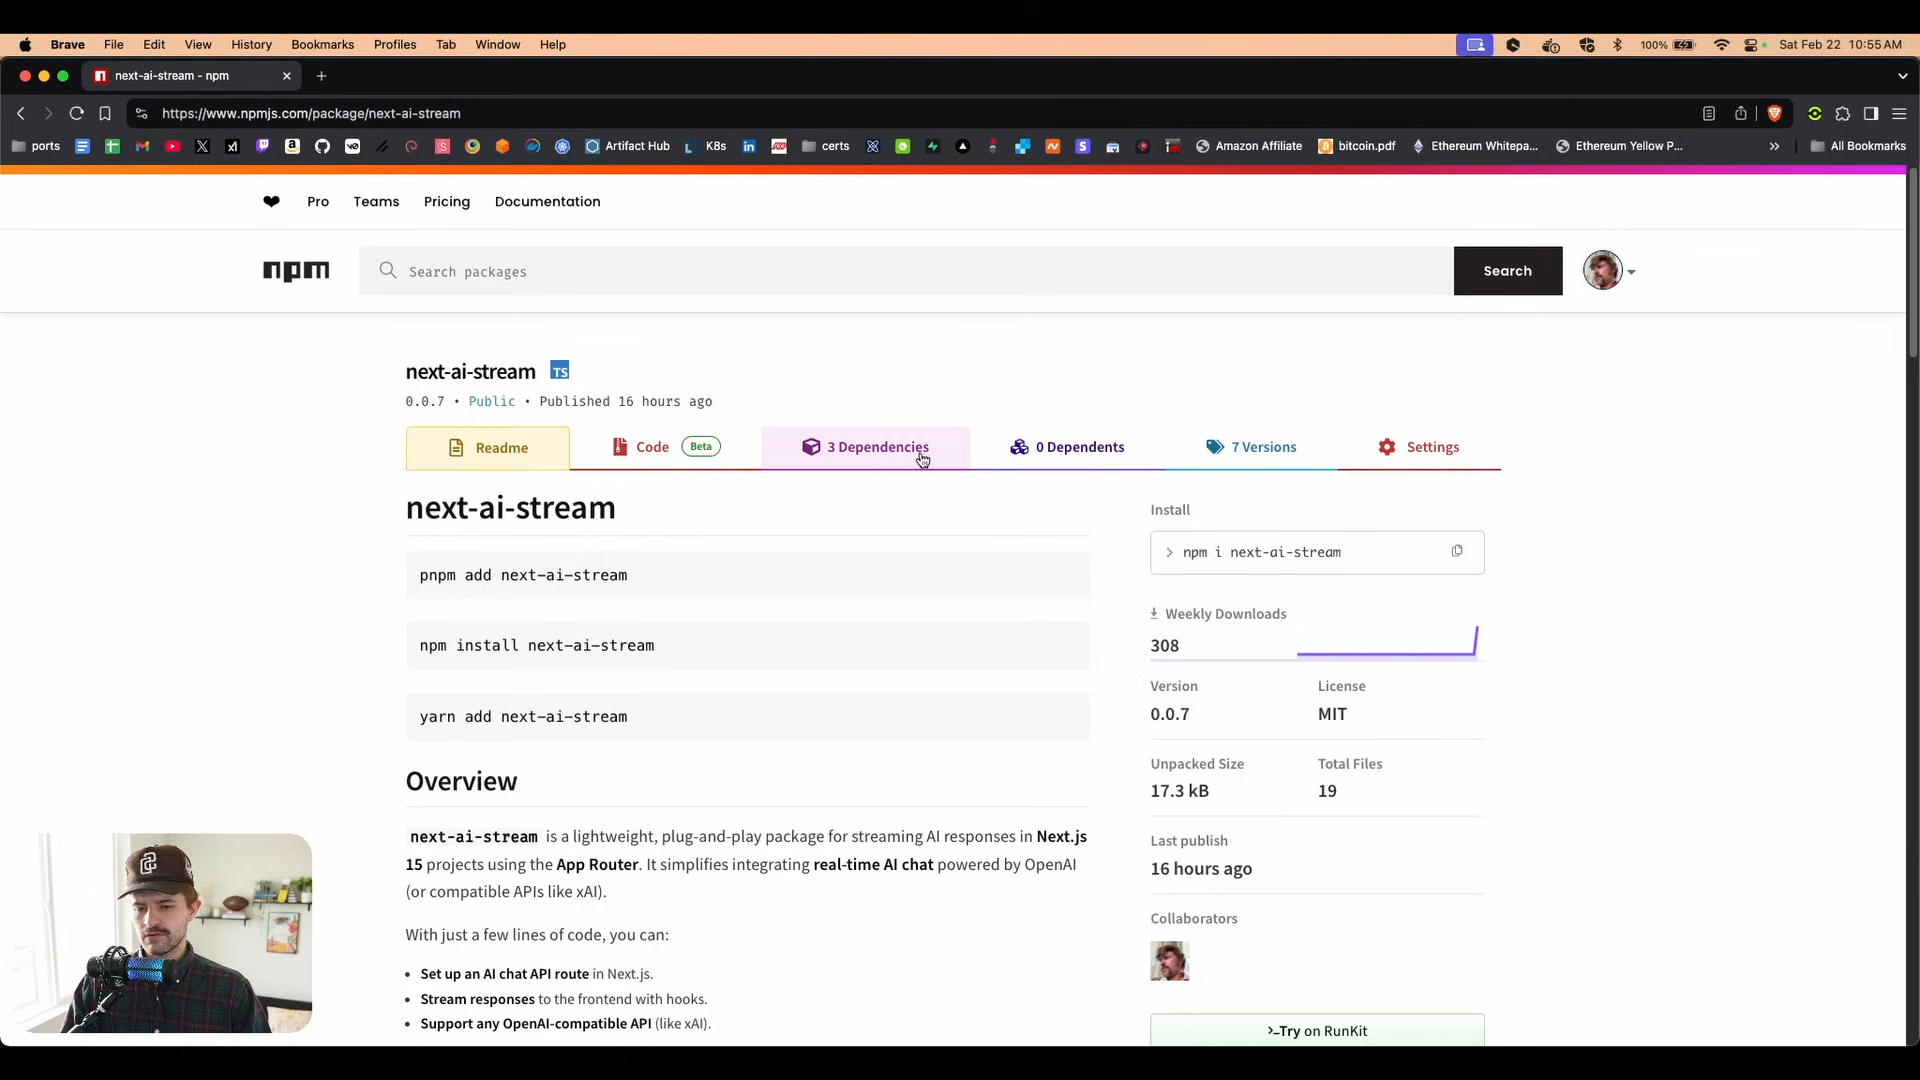 Brave File Edit View History Bookmarks Profiles Tab Window Help 100% Sat Feb 22 10:55 AM
next-ai-stream - npm
https://www.npmjs.com/package/next-ai-stream
ports Artifact Hub K8s certs Amazon Affiliate bitcoin.pdf Ethereum Whitepa... Ethereum Yellow P... » All Bookmarks
Pro Teams Pricing Documentation
npm Search packages Search
next-ai-stream TS
0.0.7 • Public • Published 16 hours ago
Readme Code Beta 3 Dependencies 0 Dependents 7 Versions Settings
next-ai-stream
pnpm add next-ai-stream
npm install next-ai-stream
yarn add next-ai-stream
Overview
next-ai-stream is a lightweight, plug-and-play package for streaming AI responses in Next.js
15 projects using the App Router. It simplifies integrating real-time AI chat powered by OpenAI
(or compatible APIs like xAI).
With just a few lines of code, you can:
• Set up an AI chat API route in Next.js.
• Stream responses to the frontend with hooks.
• Support any OpenAI-compatible API (like xAI).
Install
> npm i next-ai-stream
Weekly Downloads
308
Version License
0.0.7 MIT
Unpacked Size Total Files
17.3 kB 19
Last publish
16 hours ago
Collaborators
>-Try on RunKit